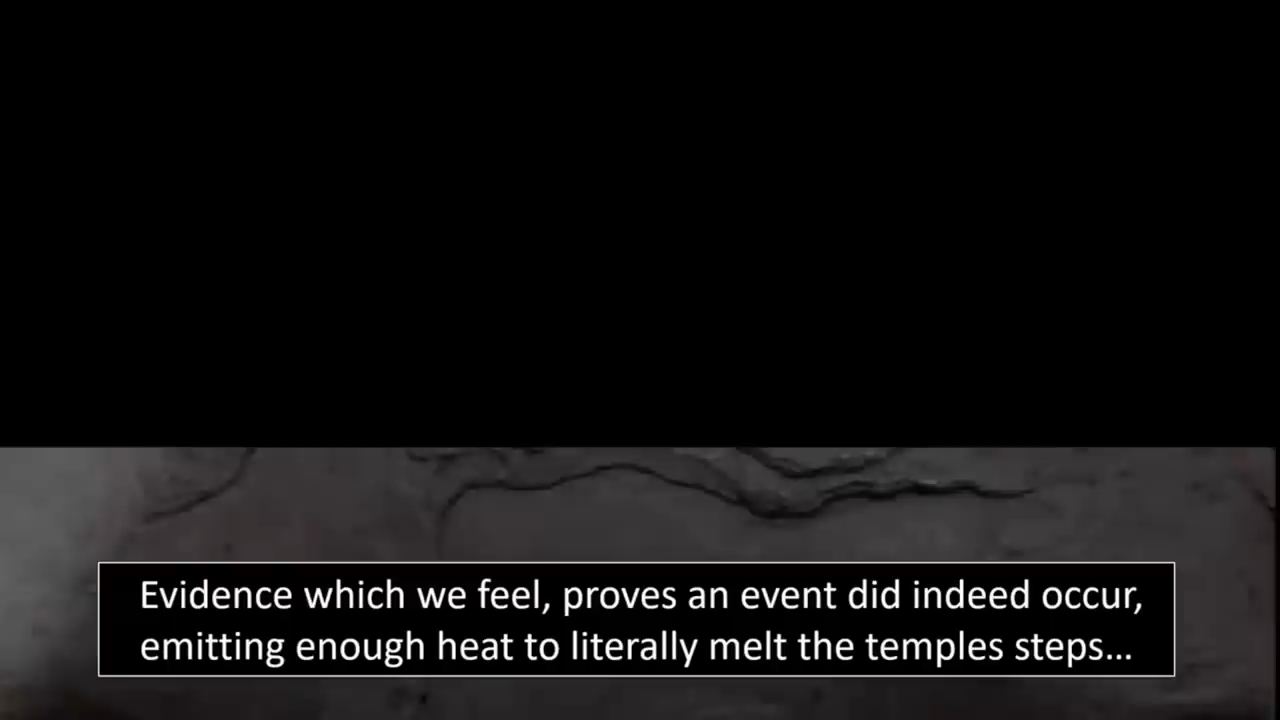 Evidence which we feel, proves an event did indeed occur,
emitting enough heat to literally melt the temples steps...